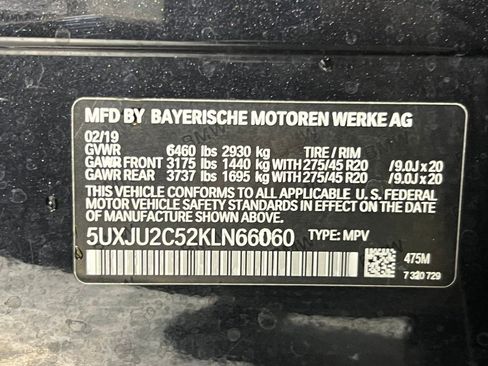 MFD BY BAYERISCHE MOTOREN WERKE AG
02/19
GVWR 6460 lbs 2930 kg TIRE / RIM
GAWR FRONT 3175 lbs 1440 kg WITH 275/45 R20 /9.0J x 20
GAWR REAR 3737 lbs 1695 kg WITH 275/45 R20 /9.0J x 20
THIS VEHICLE CONFORMS TO ALL APPLICABLE U.S. FEDERAL
MOTOR VEHICLE SAFETY STANDARDS IN EFFECT ON THE
DATE OF MANUFACTURE SHOWN ABOVE.
5UXJU2C52KLN66060 TYPE: MPV
475M
7 320 729